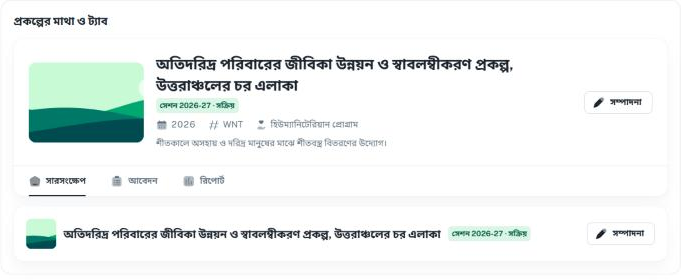 প্রকল্পের মাথা ও ট্যাব
অতিদরিদ্র পরিবারের জীবিকা উন্নয়ন ও স্বাবলম্বীকরণ প্রকল্প,
উত্তরাঞ্চলের চর এলাকা
সেশন 2026-27 · সক্রিয়
2026 # WNT হিউম্যানিটেরিয়ান প্রোগ্রাম
শীতকালে অসহায় ও দরিদ্র মানুষের মাঝে শীতবস্ত্র বিতরণের উদ্যোগ।
সম্পাদনা
সারসংক্ষেপ আবেদন রিপোর্ট
অতিদরিদ্র পরিবারের জীবিকা উন্নয়ন ও স্বাবলম্বীকরণ প্রকল্প, উত্তরাঞ্চলের চর এলাকা সেশন 2026-27 · সক্রিয় সম্পাদনা